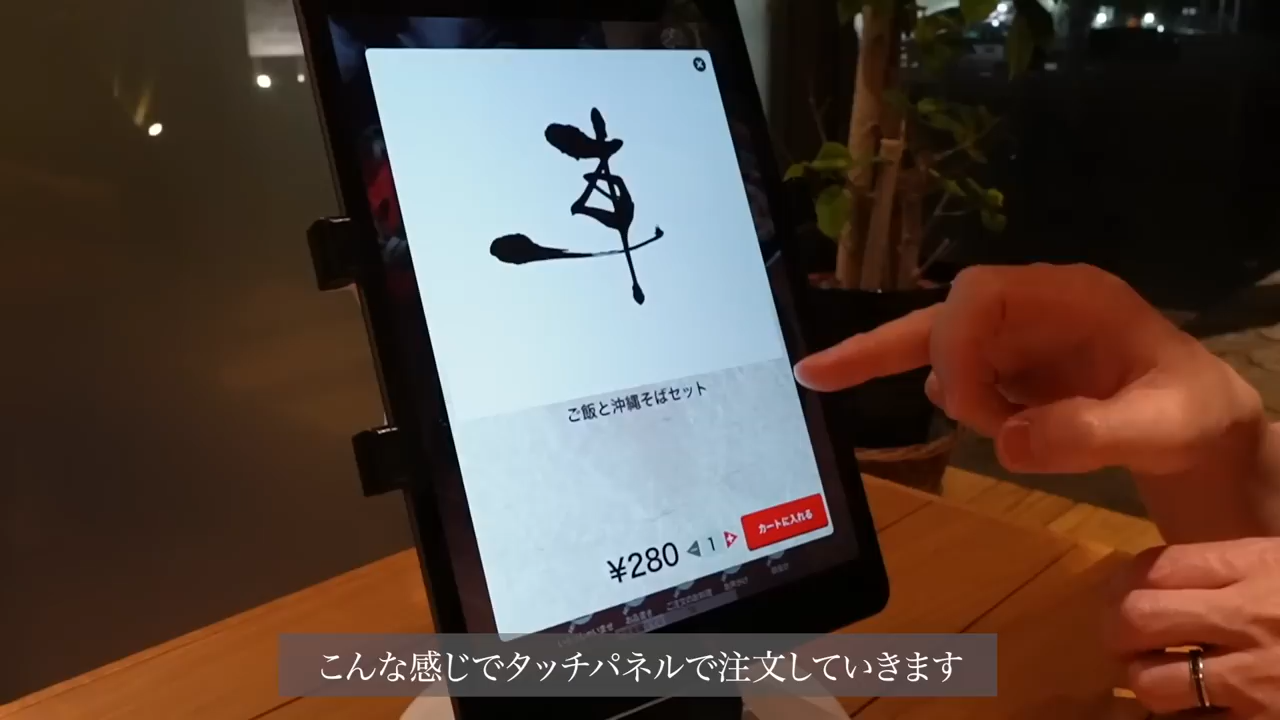 ご飯と沖縄そばセット
¥280
1
カートに入れる
こんな感じでタッチパネルで注文していきます